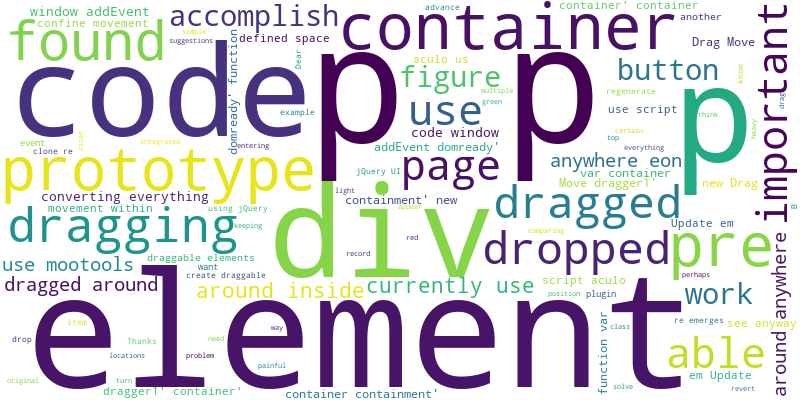 window addEvent
accomplish
container
container' container
advance
another
important
confine movement
found
suggestions
simple
defined space
Dear
domready' function
code
p p
aculo us
figure
multiple
green
use
button
Drag Move
p
regenerate
know
drag
use script
think
heavy
example
code window
addEvent domready'
top
certain
everything
anywhere eon
event
sizes
integrated
entering
clone re
prototype
jQuery UI
page
var container
Move dragger1'
new Drag
converting everything
light
containment' new
dragged
movement within
using jQuery
keeping
appear
div
dragging
red
comparing
Update em
B
dropped
pre
draggable elements
want
create draggable
record
script aculo
perhaps
use mootools
dragged around
around inside
currently use
position
plugin
work
around anywhere
element
item
way
re emerges
see anyway
drop
Thanks
locations
problem
need
function var
class
solve
able
original
turn
painful
em Update
revert
dragger1' container'
container containment'